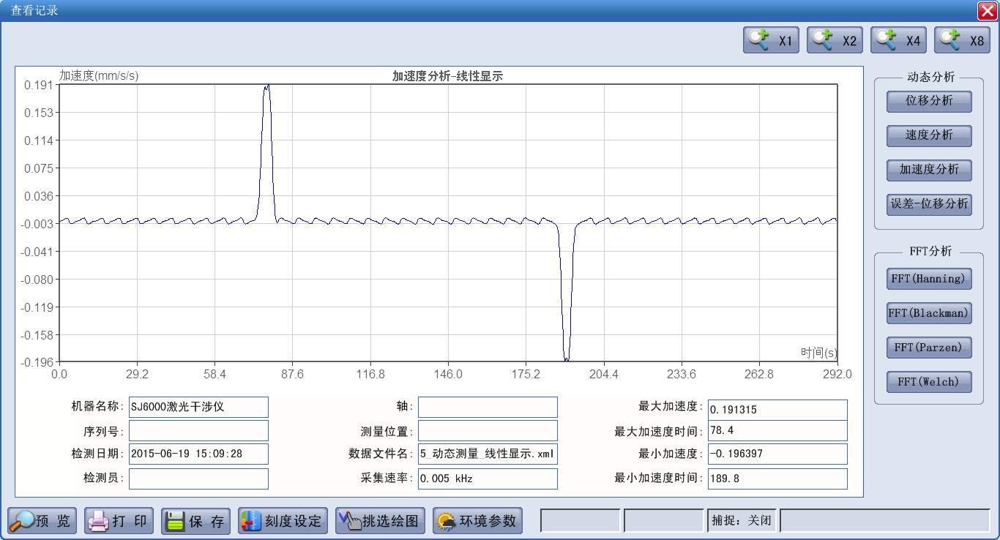 查看记录
X1 X2 X4 X8
加速度(mm/s/s)
加速度分析-线性显示
0.191
0.153
0.114
0.075
0.036
-0.003
-0.041
-0.080
-0.119
-0.158
-0.196
时间(s)
0.0 29.2 58.4 87.6 116.8 146.0 175.2 204.4 233.6 262.8 292.0
动态分析
位移分析
速度分析
加速度分析
误差-位移分析
FFT分析
FFT(Hanning)
FFT(Blackman)
FFT(Parzen)
FFT(Welch)
机器名称: SJ6000激光干涉仪 轴: 最大加速度: 0.191315
序列号: 测量位置: 最大加速度时间: 78.4
检测日期: 2015-06-19 15:09:28 数据文件名: 5_动态测量_线性显示.xml 最小加速度: -0.196397
检测员: 采集速率: 0.005 kHz 最小加速度时间: 189.8
预 览 打 印 保 存 刻度设定 挑选绘图 环境参数 捕捉: 关闭